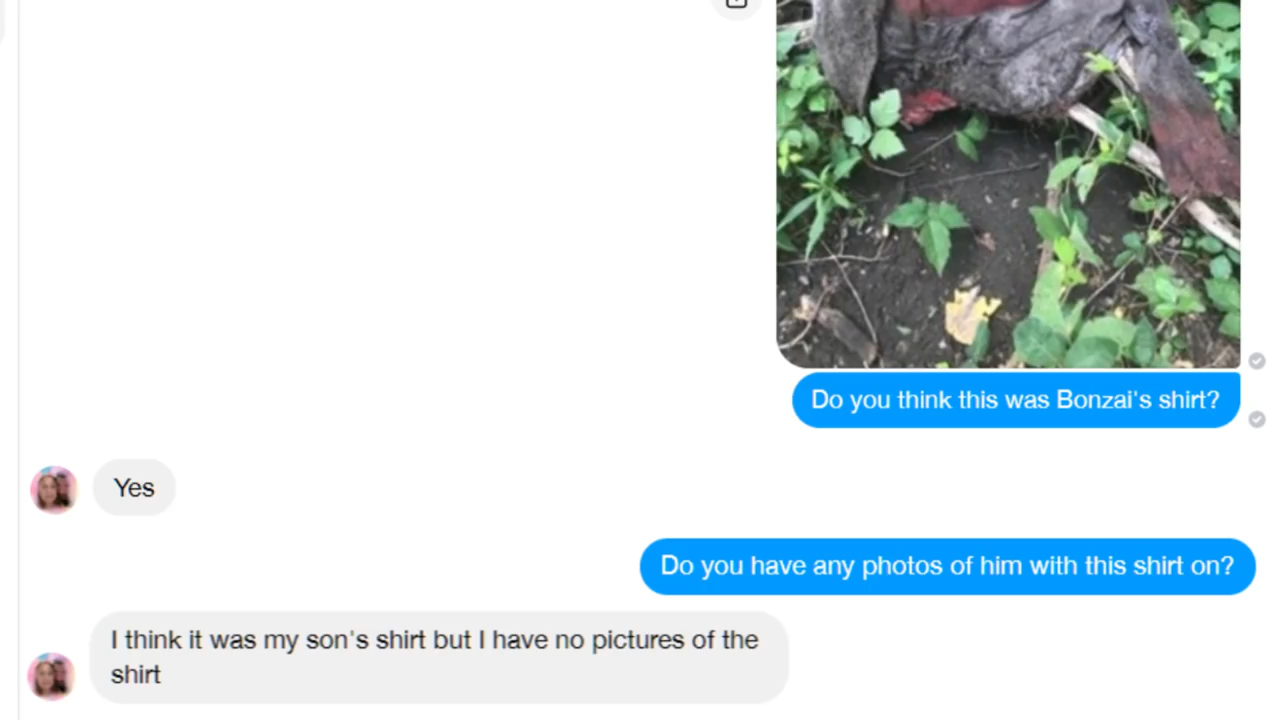 Do you think this was Bonzai's shirt?
Yes
Do you have any photos of him with this shirt on?
I think it was my son's shirt but I have no pictures of the
shirt